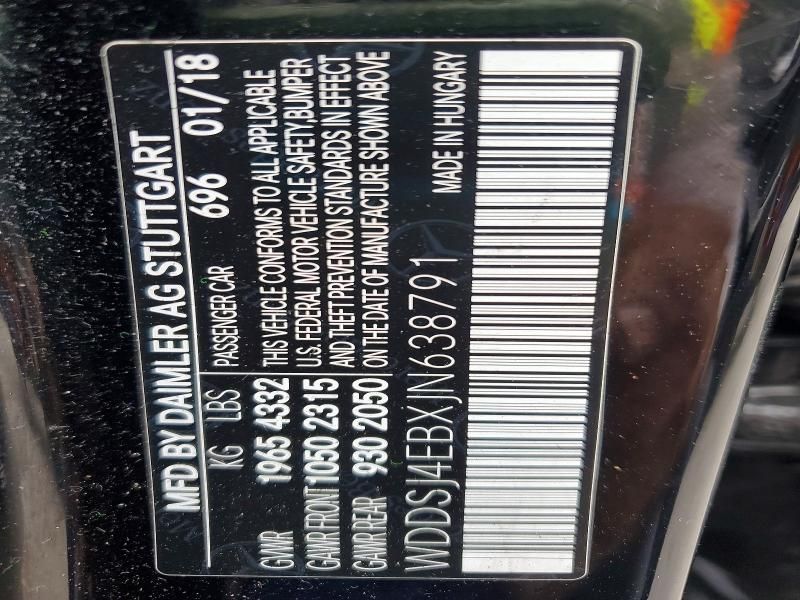 MFD BY DAIMLER AG STUTTGART
696 01/18
KG LBS PASSENGER CAR
GVWR 1965 4332
GAWR FRONT 1050 2315
GAWR REAR 930 2050
THIS VEHICLE CONFORMS TO ALL APPLICABLE
U.S. FEDERAL MOTOR VEHICLE SAFETY,BUMPER
AND THEFT PREVENTION STANDARDS IN EFFECT
ON THE DATE OF MANUFACTURE SHOWN ABOVE
WDDSJ4EBXJN638791
MADE IN HUNGARY